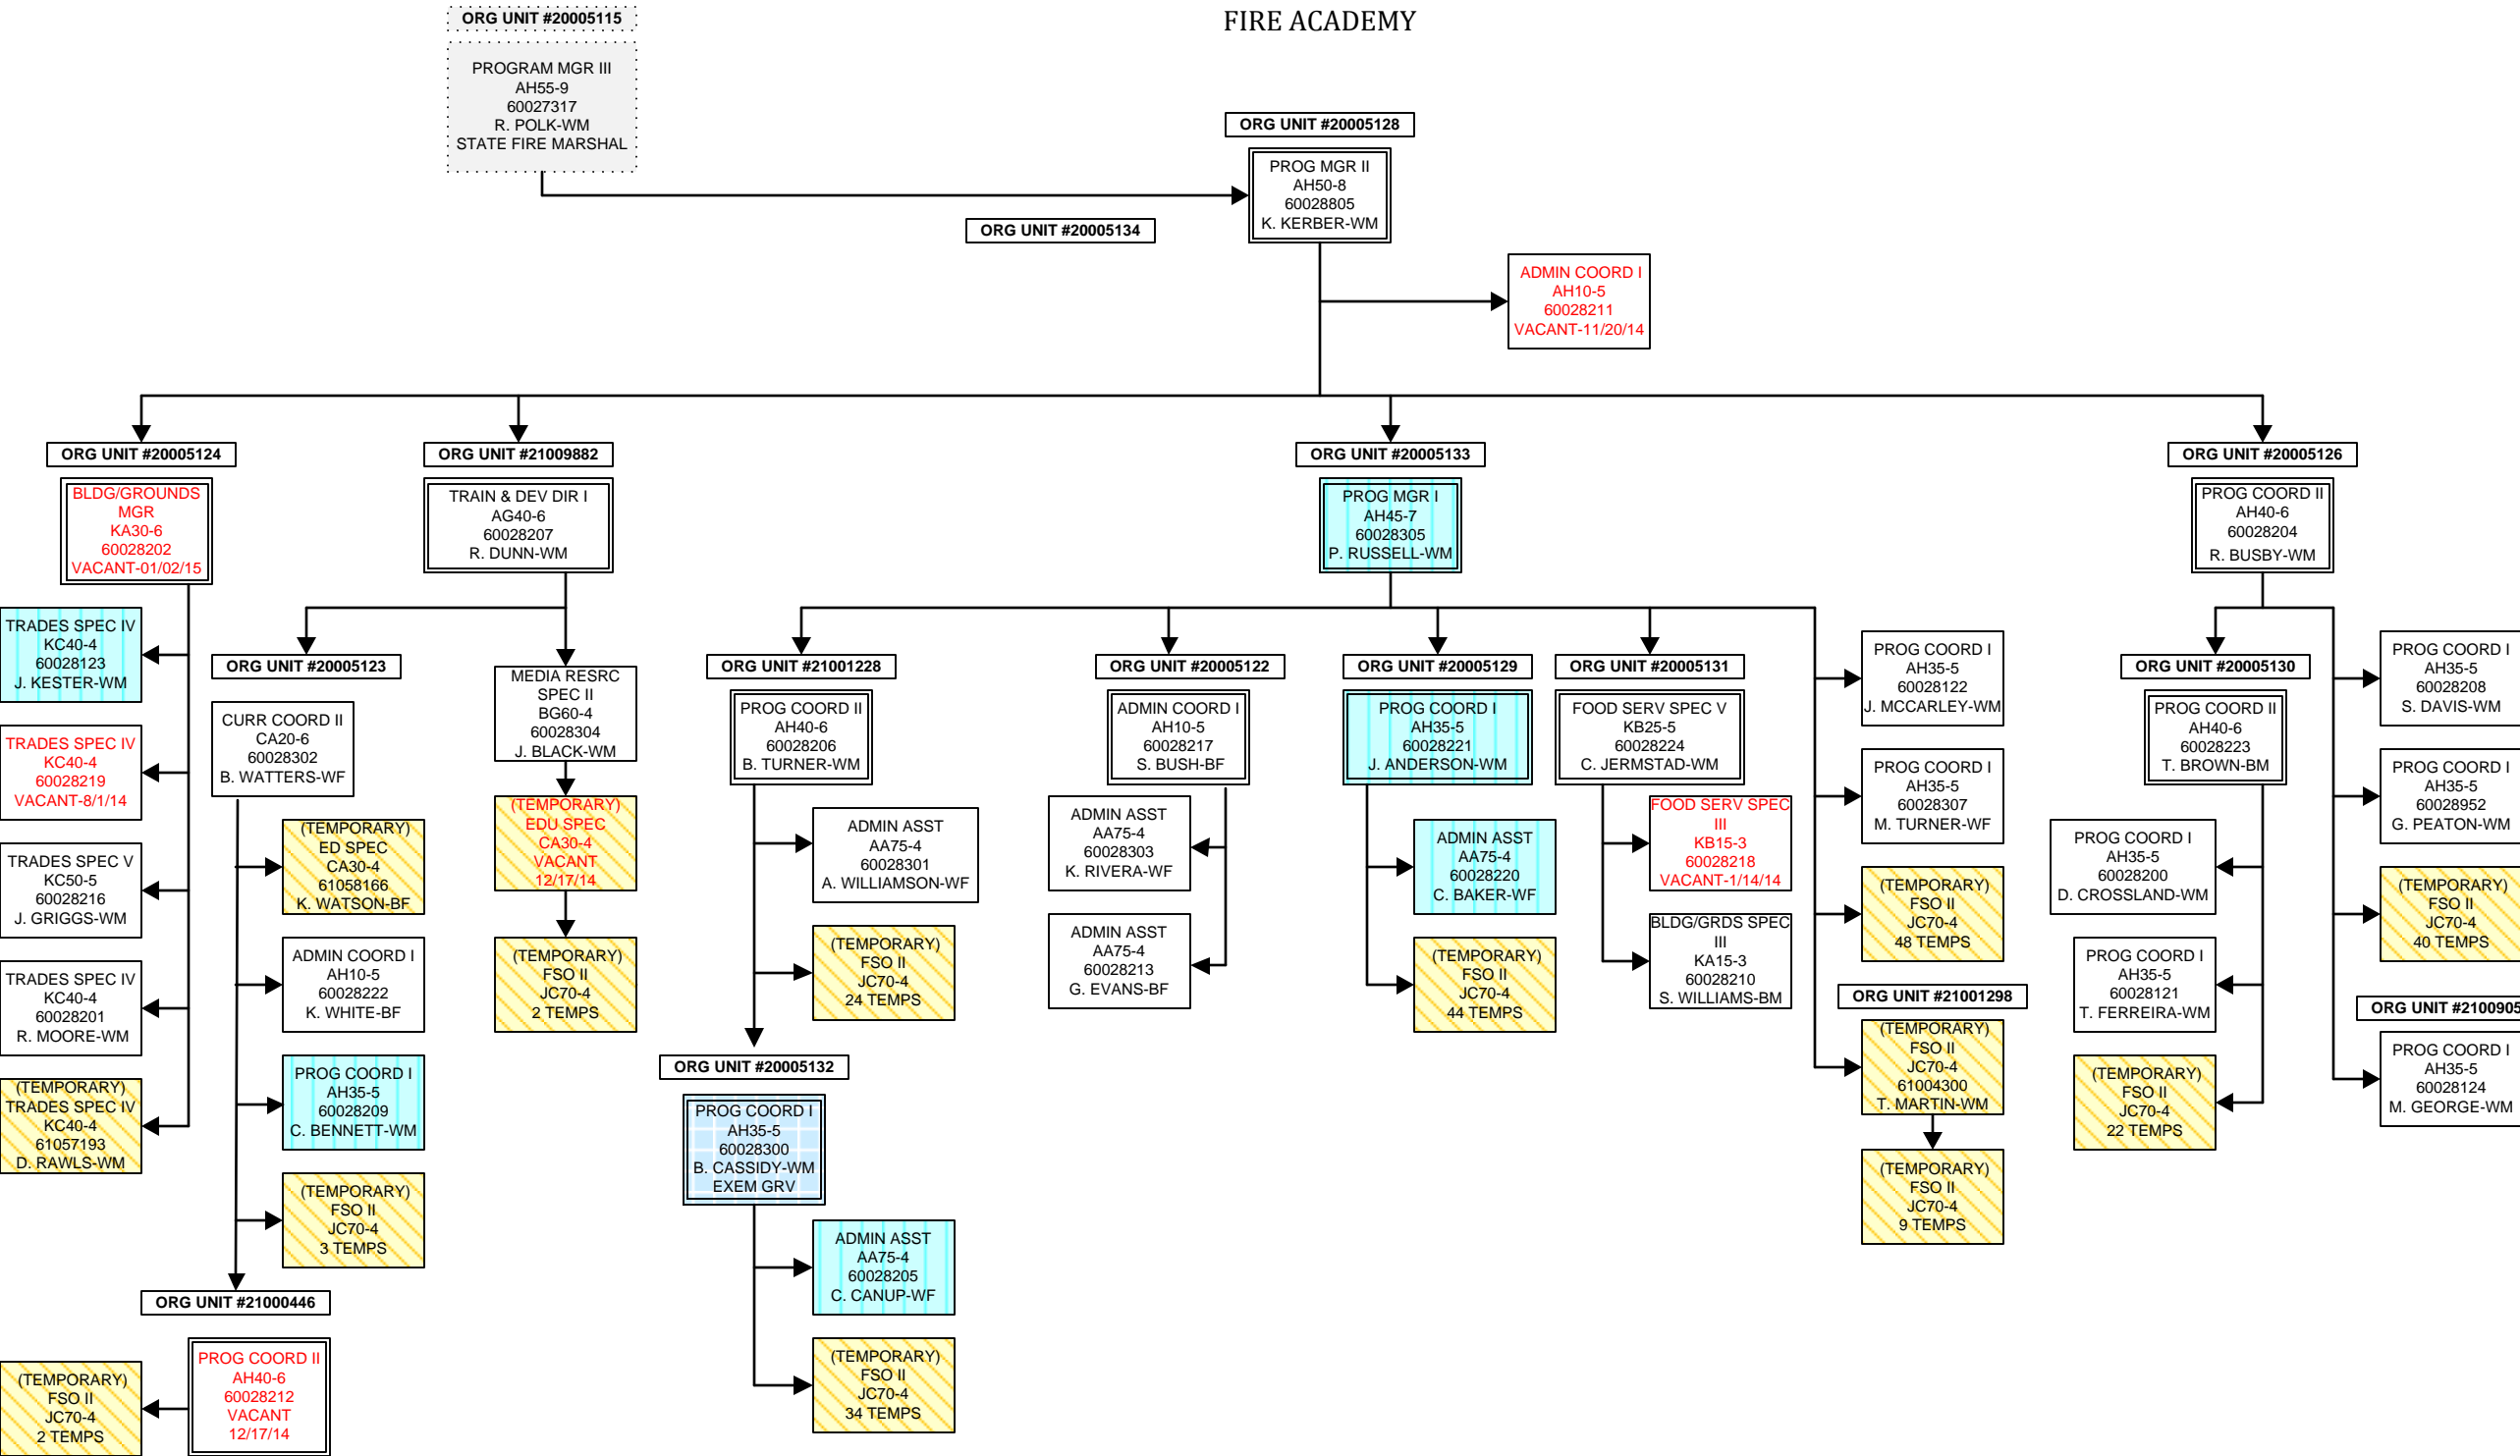 FIRE ACADEMY
ORG UNIT #20005115
PROGRAM MGR III
AH55-9
60027317
R. POLK-WM
STATE FIRE MARSHAL
ORG UNIT #20005128
PROG MGR II
AH50-8
60028805
K. KERBER-WM
ORG UNIT #20005134
ADMIN COORD I
AH10-5
60028211
VACANT-11/20/14
ORG UNIT #20005124
BLDG/GROUNDS
MGR
KA30-6
60028202
VACANT-01/02/15
TRADES SPEC IV
KC40-4
60028123
J. KESTER-WM
TRADES SPEC IV
KC40-4
60028219
VACANT-8/1/14
TRADES SPEC V
KC50-5
60028216
J. GRIGGS-WM
TRADES SPEC IV
KC40-4
60028201
R. MOORE-WM
(TEMPORARY)
TRADES SPEC IV
KC40-4
61057193
D. RAWLS-WM
ORG UNIT #21009882
TRAIN & DEV DIR I
AG40-6
60028207
R. DUNN-WM
ORG UNIT #20005123
CURR COORD II
CA20-6
60028302
B. WATTERS-WF
(TEMPORARY)
ED SPEC
CA30-4
61058166
K. WATSON-BF
ADMIN COORD I
AH10-5
60028222
K. WHITE-BF
PROG COORD I
AH35-5
60028209
C. BENNETT-WM
(TEMPORARY)
FSO II
JC70-4
3 TEMPS
ORG UNIT #21000446
PROG COORD II
AH40-6
60028212
VACANT
12/17/14
(TEMPORARY)
FSO II
JC70-4
2 TEMPS
MEDIA RESRC
SPEC II
BG60-4
60028304
J. BLACK-WM
(TEMPORARY)
EDU SPEC
CA30-4
VACANT
12/17/14
(TEMPORARY)
FSO II
JC70-4
2 TEMPS
ORG UNIT #20005133
PROG MGR I
AH45-7
60028305
P. RUSSELL-WM
ORG UNIT #21001228
PROG COORD II
AH40-6
60028206
B. TURNER-WM
ADMIN ASST
AA75-4
60028301
A. WILLIAMSON-WF
(TEMPORARY)
FSO II
JC70-4
24 TEMPS
ORG UNIT #20005132
PROG COORD I
AH35-5
60028300
B. CASSIDY-WM
EXEM GRV
ADMIN ASST
AA75-4
60028205
C. CANUP-WF
(TEMPORARY)
FSO II
JC70-4
34 TEMPS
ORG UNIT #20005122
ADMIN COORD I
AH10-5
60028217
S. BUSH-BF
ADMIN ASST
AA75-4
60028303
K. RIVERA-WF
ADMIN ASST
AA75-4
60028213
G. EVANS-BF
ORG UNIT #20005129
PROG COORD I
AH35-5
60028221
J. ANDERSON-WM
ADMIN ASST
AA75-4
60028220
C. BAKER-WF
(TEMPORARY)
FSO II
JC70-4
44 TEMPS
ORG UNIT #20005131
FOOD SERV SPEC V
KB25-5
60028224
C. JERMSTAD-WM
FOOD SERV SPEC
III
KB15-3
60028218
VACANT-1/14/14
BLDG/GRDS SPEC
III
KA15-3
60028210
S. WILLIAMS-BM
PROG COORD I
AH35-5
60028122
J. MCCARLEY-WM
PROG COORD I
AH35-5
60028307
M. TURNER-WF
(TEMPORARY)
FSO II
JC70-4
48 TEMPS
ORG UNIT #21001298
(TEMPORARY)
FSO II
JC70-4
61004300
T. MARTIN-WM
(TEMPORARY)
FSO II
JC70-4
9 TEMPS
ORG UNIT #20005126
PROG COORD II
AH40-6
60028204
R. BUSBY-WM
ORG UNIT #20005130
PROG COORD II
AH40-6
60028223
T. BROWN-BM
PROG COORD I
AH35-5
60028200
D. CROSSLAND-WM
PROG COORD I
AH35-5
60028121
T. FERREIRA-WM
(TEMPORARY)
FSO II
JC70-4
22 TEMPS
PROG COORD I
AH35-5
60028208
S. DAVIS-WM
PROG COORD I
AH35-5
60028952
G. PEATON-WM
(TEMPORARY)
FSO II
JC70-4
40 TEMPS
ORG UNIT #2100905
PROG COORD I
AH35-5
60028124
M. GEORGE-WM